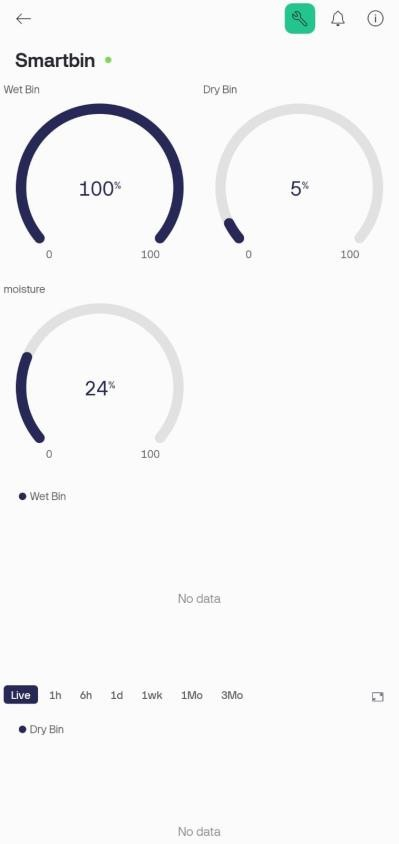 Smartbin
Wet Bin
Dry Bin
100%
5%
0 100
0 100
moisture
24%
0 100
Wet Bin
No data
Live 1h 6h 1d 1wk 1Mo 3Mo
Dry Bin
No data